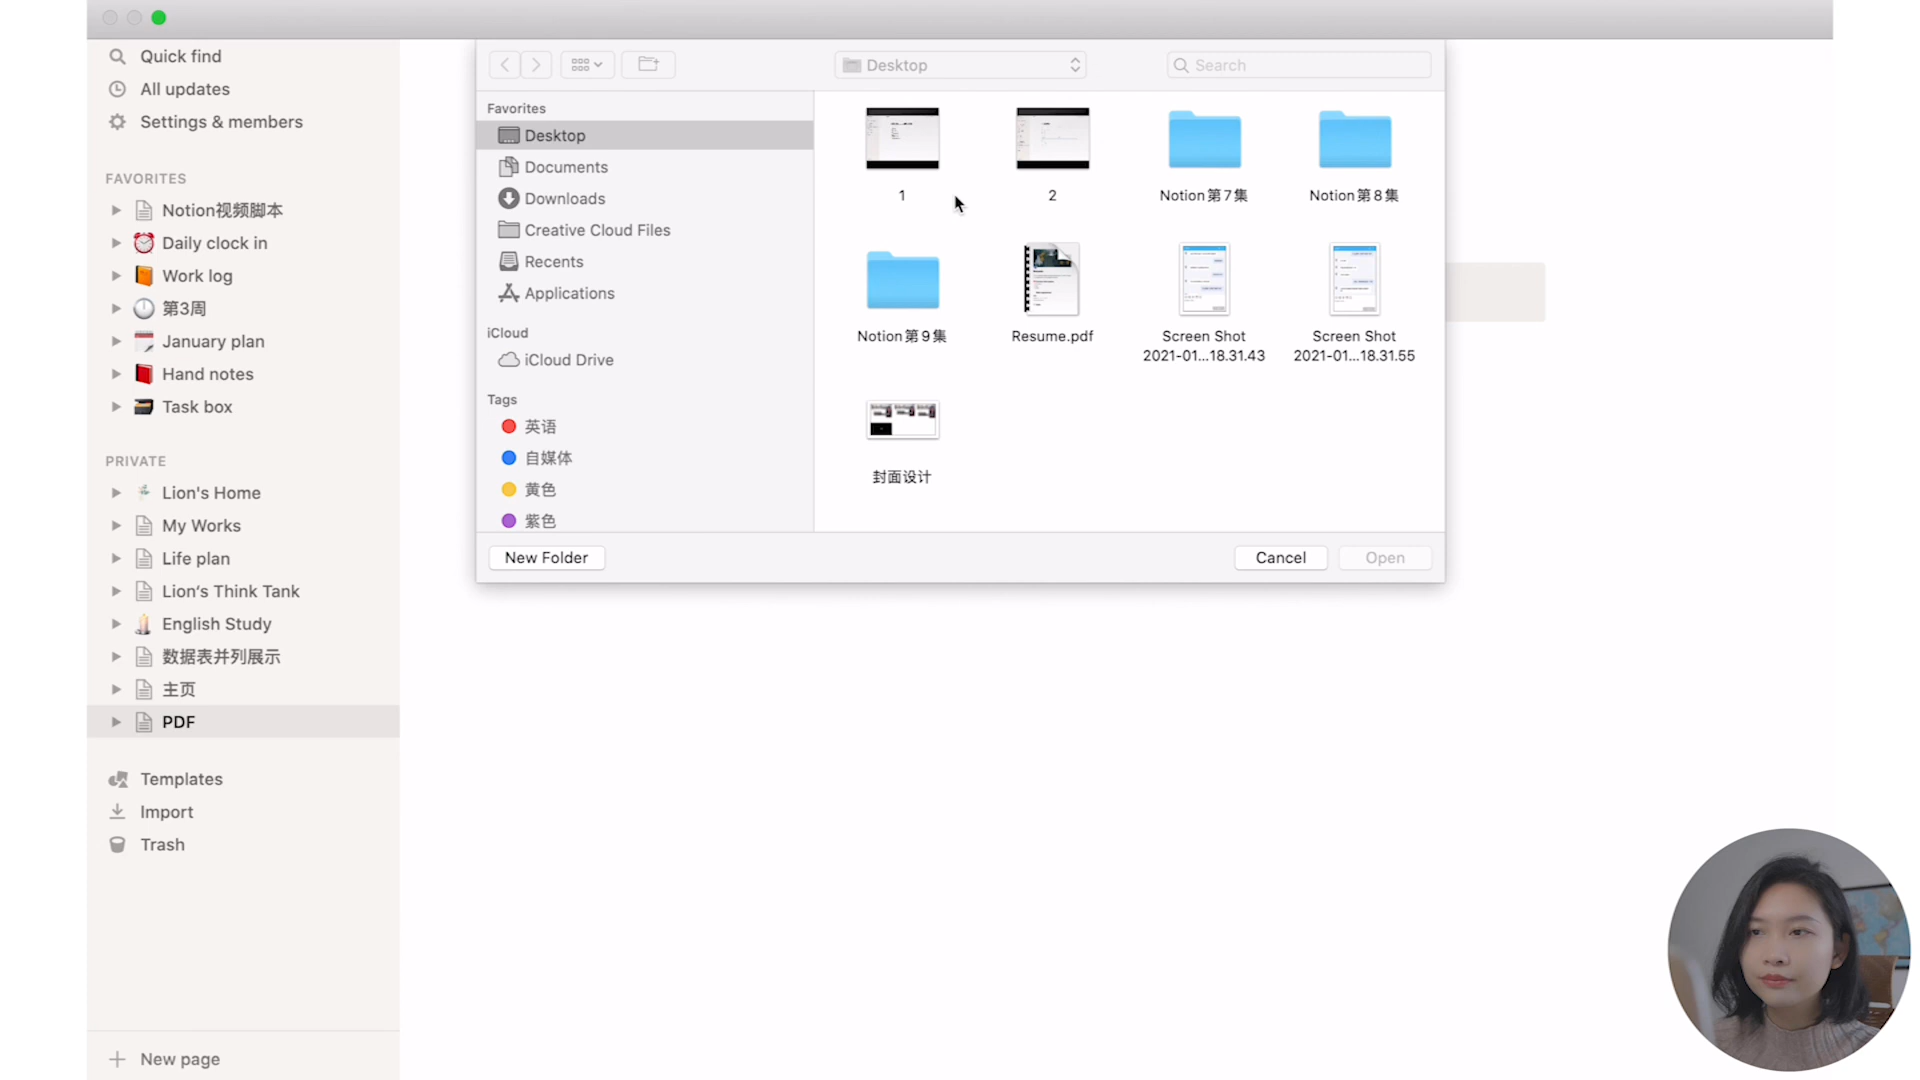 Quick find
All updates
Settings & members
FAVORITES
Notion视频脚本
Daily clock in
Work log
第3周
January plan
Hand notes
Task box
PRIVATE
Lion's Home
My Works
Life plan
Lion‘s Think Tank
English Study
数据表并列展示
主页
PDF
Templates
Import
Trash
New page
Desktop
Search
Favorites
Desktop
Documents
Downloads
Creative Cloud Files
Recents
Applications
iCloud
iCloud Drive
Tags
英语
自媒体
黄色
紫色
1
2
Notion第7集
Notion第8集
Notion第9集
Resume.pdf
Screen Shot
2021-01...18.31.43
Screen Shot
2021-01...18.31.55
封面设计
New Folder
Cancel
Open